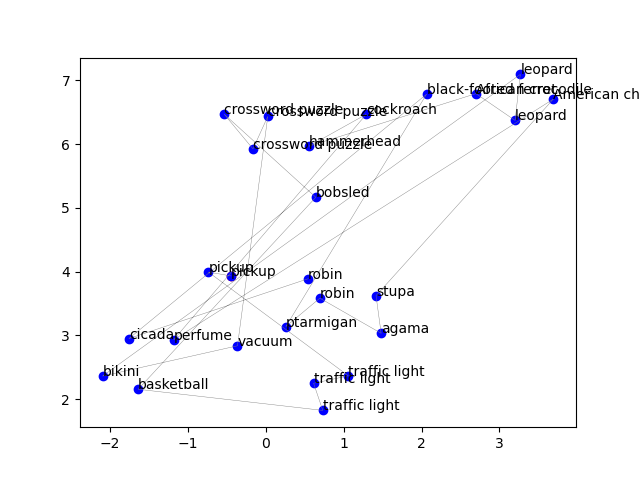 leopard
black-footed ferret
African crocodile
American ch
crossword puzzle
crossword puzzle
cockroach
leopard
hammerhead
crossword puzzle
bobsled
pickup
pickup
robin
robin
stupa
ptarmigan
agama
cicada
perfume
vacuum
bikini
traffic light
traffic light
basketball
traffic light
7
6
5
4
3
2
−2
−1
0
1
2
3